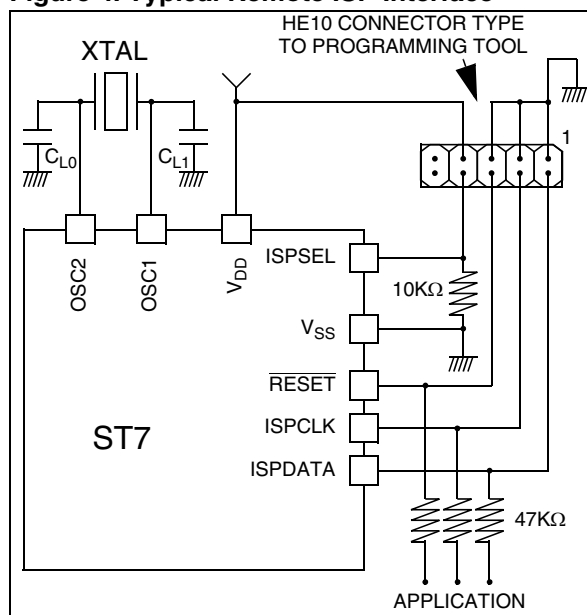 Figure Typical Remote ISP Interface
HE10 CONNECTOR TYPE
TO PROGRAMMING TOOL
XTAL
1
CL0
CL1
OSC2
OSC1
VDD
ISPSEL
10KΩ
VSS
RESET
ISPCLK
ST7
ISPDATA
47KΩ
APPLICATION